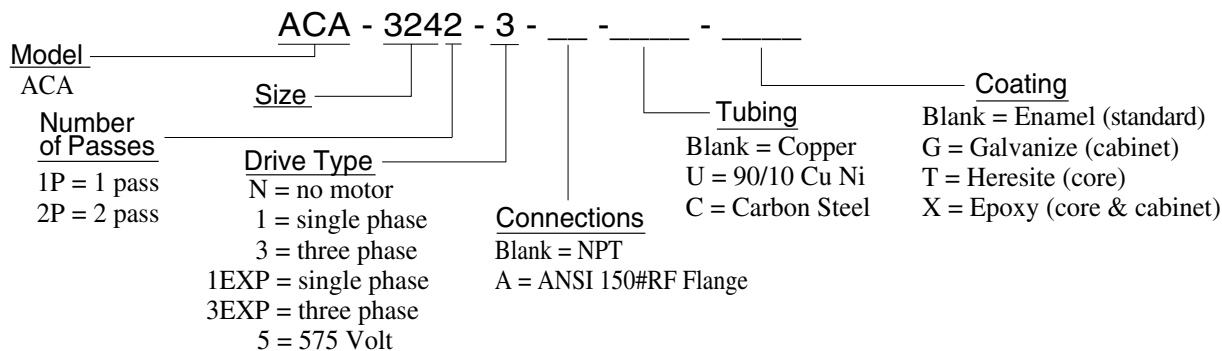 ACA - 3242 - 3 - __ -____ - ____
Model
ACA
Size
Number
of Passes
1P = 1 pass
2P = 2 pass
Drive Type
N = no motor
1 = single phase
3 = three phase
1EXP = single phase
3EXP = three phase
5 = 575 Volt
Connections
Blank = NPT
A = ANSI 150#RF Flange
Tubing
Blank = Copper
U = 90/10 Cu Ni
C = Carbon Steel
Coating
Blank = Enamel (standard)
G = Galvanize (cabinet)
T = Heresite (core)
X = Epoxy (core & cabinet)